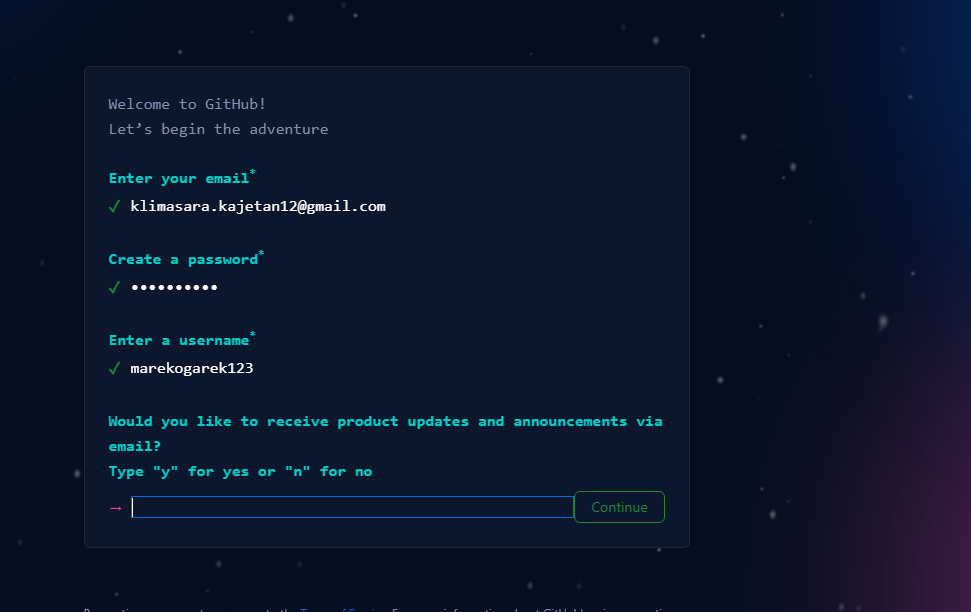 Welcome to GitHub!
Let’s begin the adventure
Enter your email*
✓ klimasara.kajetan12@gmail.com
Create a password*
✓ ••••••••••
Enter a username*
✓ marekogarek123
Would you like to receive product updates and announcements via
email?
Type "y" for yes or "n" for no
→ Continue